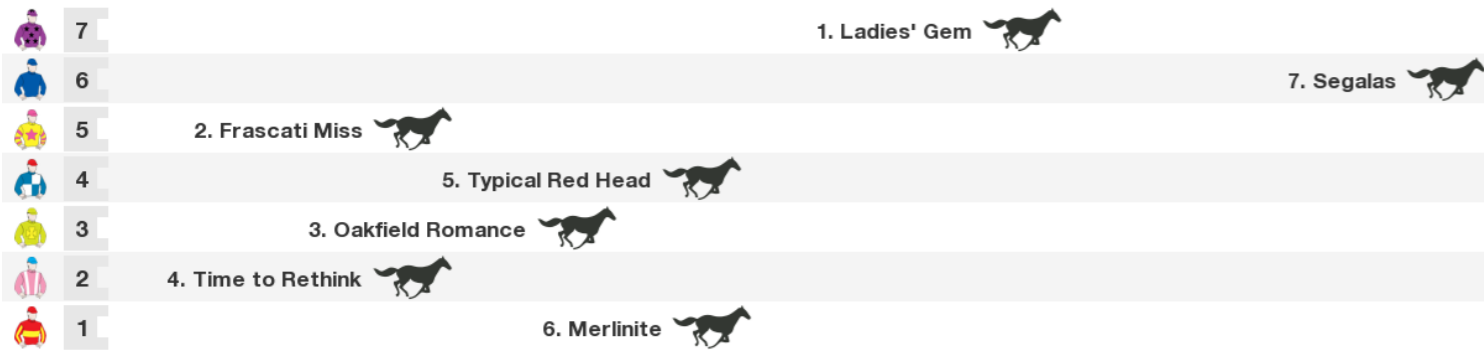 7 1. Ladies' Gem
6 7. Segalas
5 2. Frascati Miss
4 5. Typical Red Head
3 3. Oakfield Romance
2 4. Time to Rethink
1 6. Merlinite